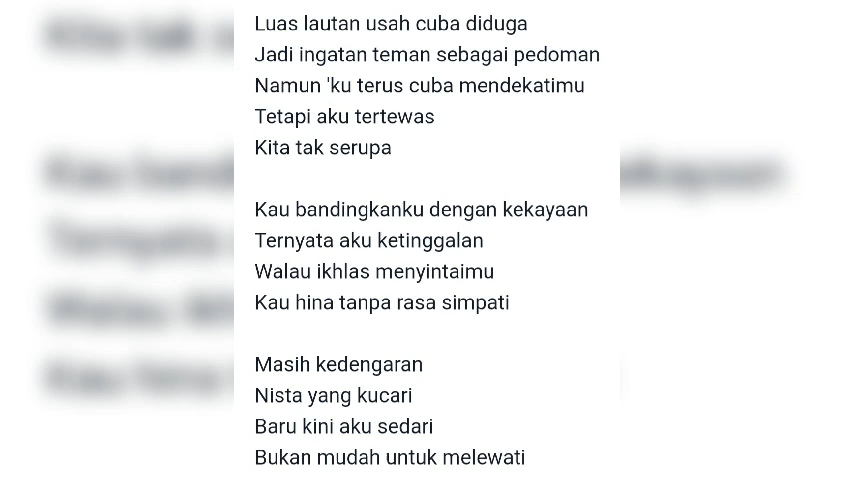 Luas lautan usah cuba diduga
Jadi ingatan teman sebagai pedoman
Namun 'ku terus cuba mendekatimu
Tetapi aku tertewas
Kita tak serupa
Kau bandingkanku dengan kekayaan
Ternyata aku ketinggalan
Walau ikhlas menyintaimu
Kau hina tanpa rasa simpati
Masih kedengaran
Nista yang kucari
Baru kini aku sedari
Bukan mudah untuk melewati